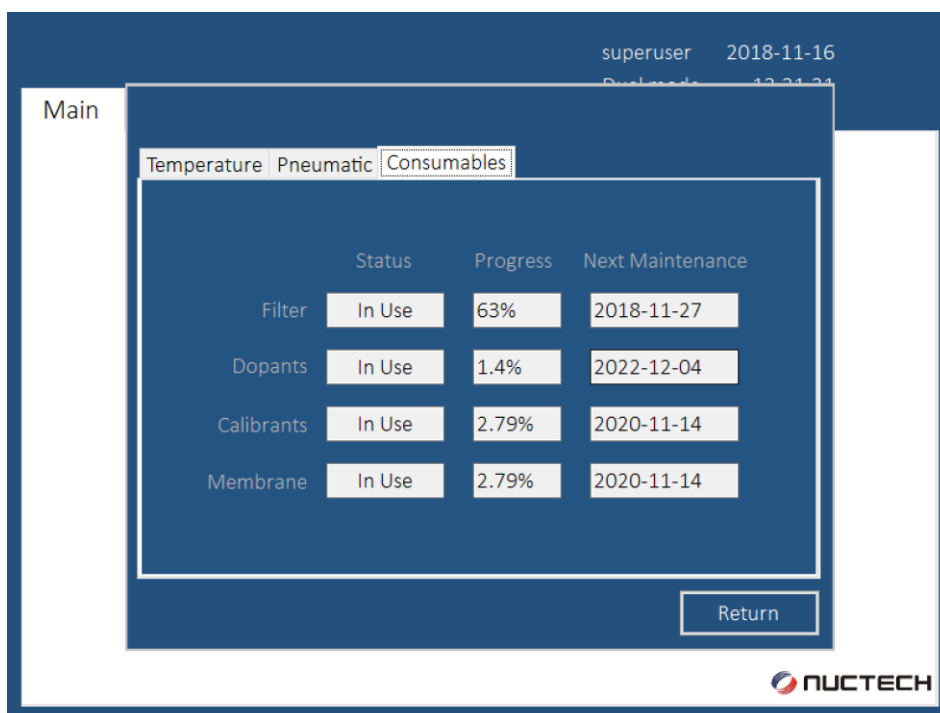 superuser 2018-11-16
Dual mode
Main
Temperature Pneumatic Consumables
Status Progress Next Maintenance
Filter In Use 63% 2018-11-27
Dopants In Use 1.4% 2022-12-04
Calibrants In Use 2.79% 2020-11-14
Membrane In Use 2.79% 2020-11-14
Return
NUCTECH